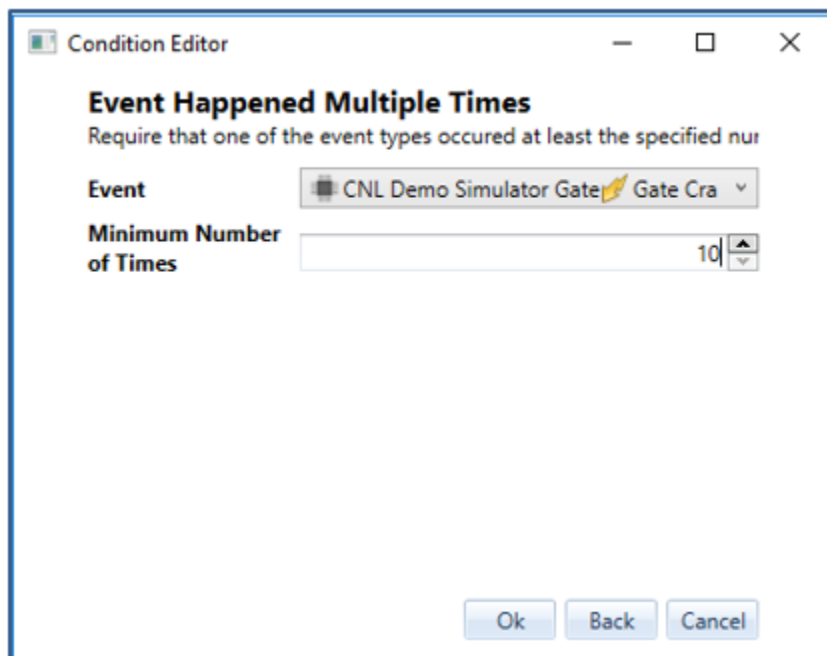 Condition Editor
Event Happened Multiple Times
Require that one of the event types occured at least the specified nur
Event
CNL Demo Simulator Gate Gate Cra
Minimum Number
of Times
10
Ok Back Cancel